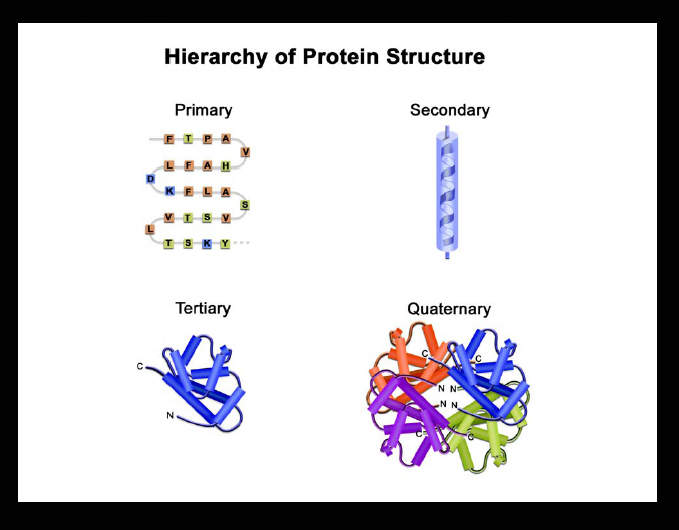 Hierarchy of Protein Structure
Primary
Secondary
F T P A
V
L F A H
D
K F L A
S
V T S V
L
T S K Y
Tertiary
Quaternary
C
N
C
C
N N
N N
C
C